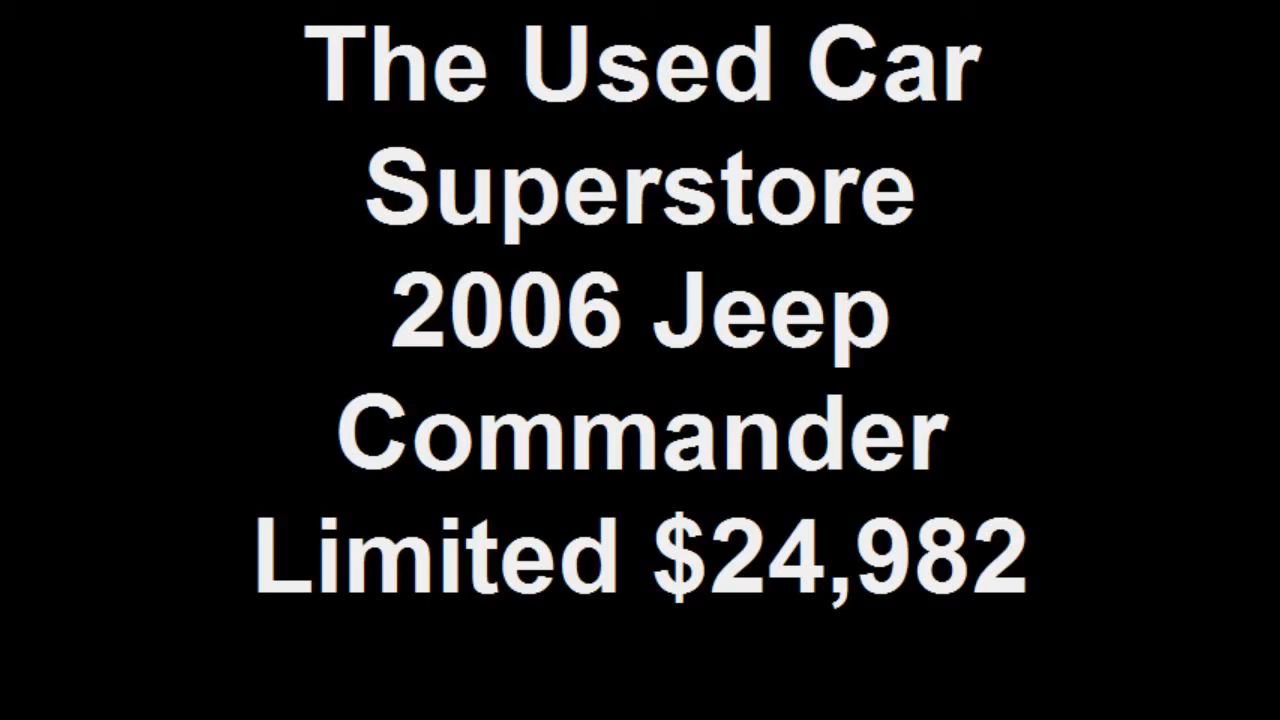 The Used Car
Superstore
2006 Jeep
Commander
Limited $24,982